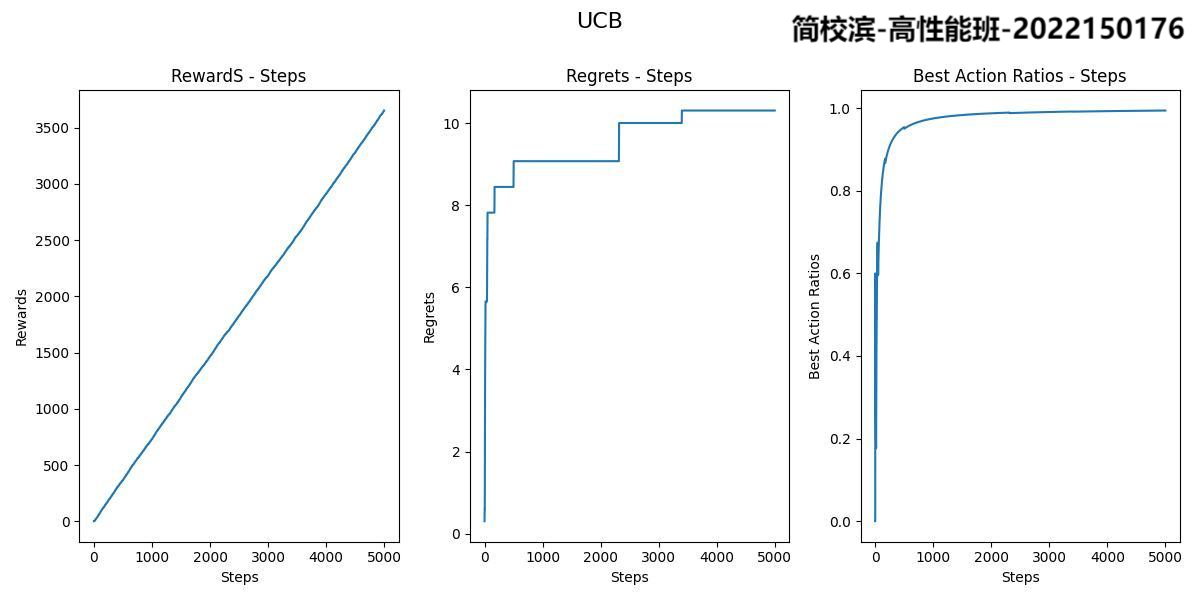 UCB
简校滨-高性能班-2022150176
RewardS - Steps
Rewards
3500
3000
2500
2000
1500
1000
500
0
0 1000 2000 3000 4000 5000
Steps
Regrets - Steps
Regrets
10
8
6
4
2
0
0 1000 2000 3000 4000 5000
Steps
Best Action Ratios - Steps
Best Action Ratios
1.0
0.8
0.6
0.4
0.2
0.0
0 1000 2000 3000 4000 5000
Steps